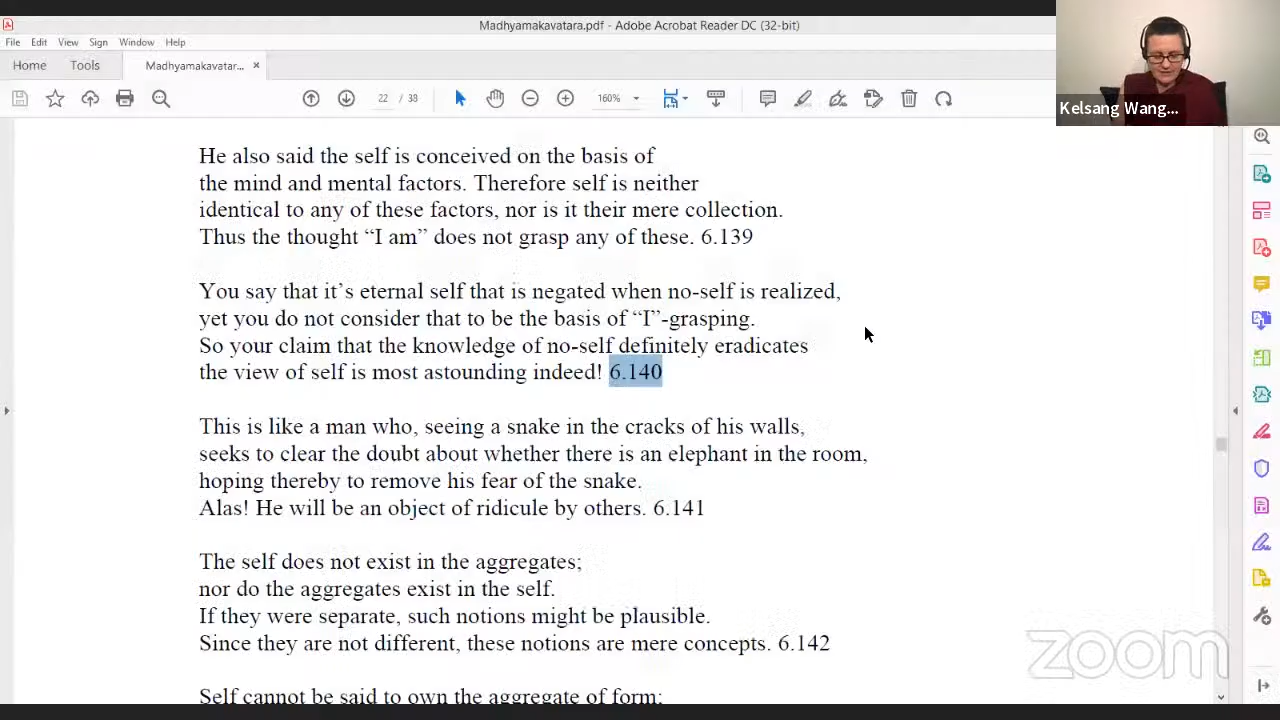 Madhyamakavatara.pdf - Adobe Acrobat Reader DC (32-bit)
File Edit View Sign Window Help
Home Tools Madhyamakavatar... ×
22 / 38 160%
Kelsang Wang...
He also said the self is conceived on the basis of
the mind and mental factors. Therefore self is neither
identical to any of these factors, nor is it their mere collection.
Thus the thought “I am” does not grasp any of these. 6.139
You say that it’s eternal self that is negated when no-self is realized,
yet you do not consider that to be the basis of “I”-grasping.
So your claim that the knowledge of no-self definitely eradicates
the view of self is most astounding indeed! 6.140
This is like a man who, seeing a snake in the cracks of his walls,
seeks to clear the doubt about whether there is an elephant in the room,
hoping thereby to remove his fear of the snake.
Alas! He will be an object of ridicule by others. 6.141
The self does not exist in the aggregates;
nor do the aggregates exist in the self.
If they were separate, such notions might be plausible.
Since they are not different, these notions are mere concepts. 6.142
Self cannot be said to own the aggregate of form;
zoom